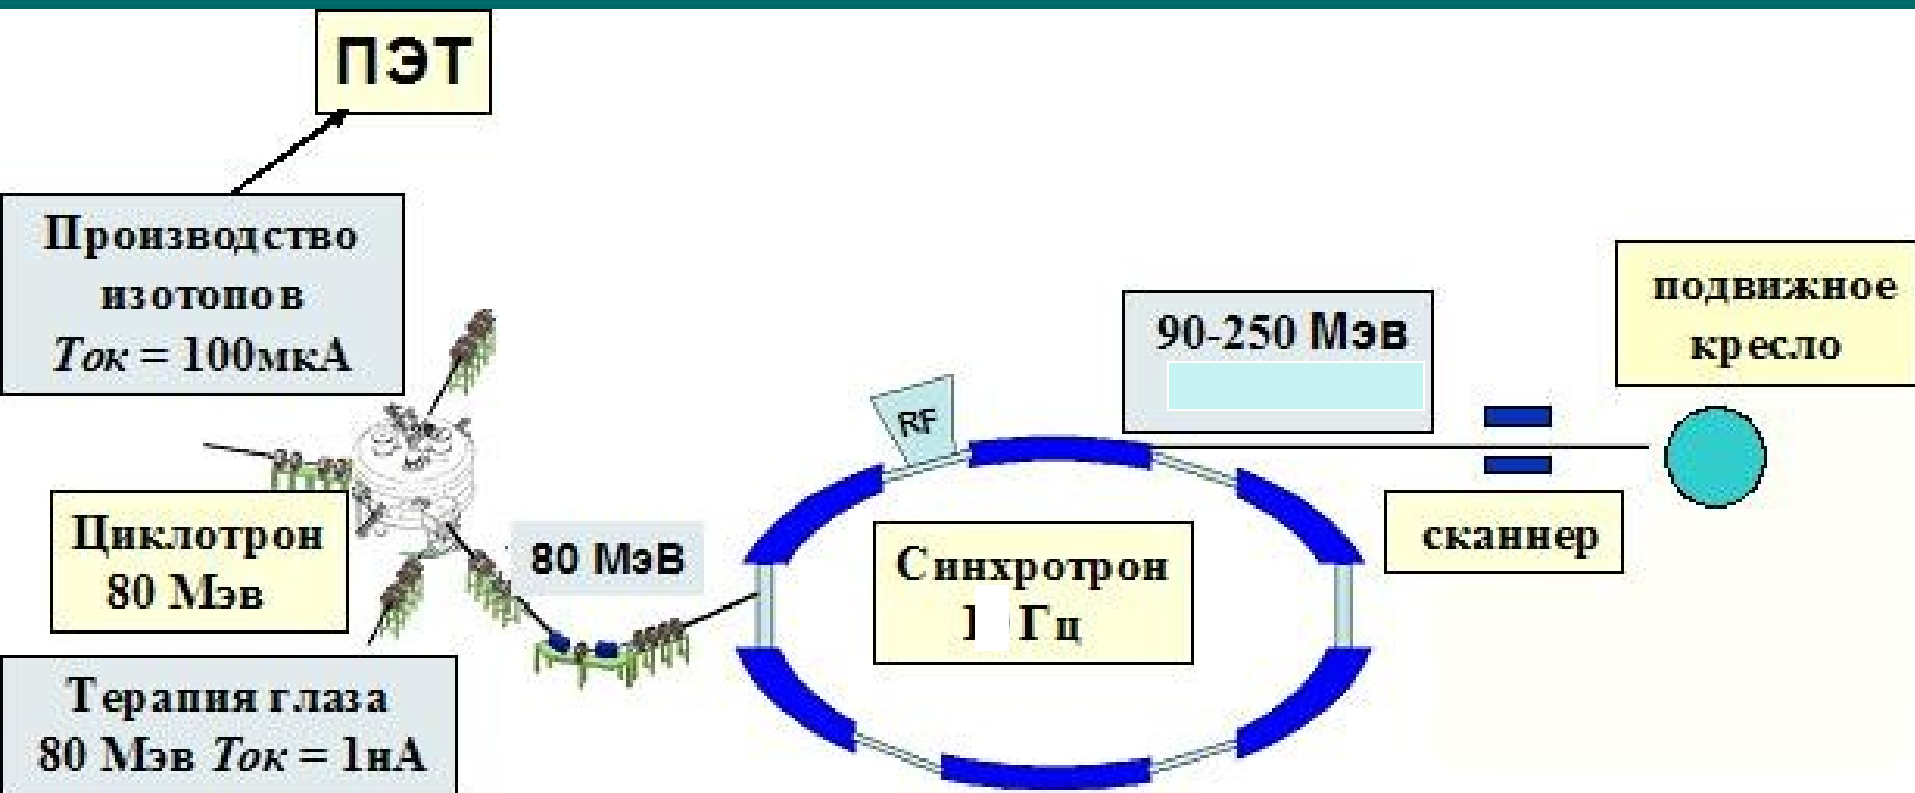 ПЭТ
Производство
изотопов
Ток = 100мкА
Циклотрон
80 Мэв
Терапия глаза
80 Мэв Ток = 1нА
80 МэВ
RF
Синхротрон
Гц
90-250 Мэв
сканнер
подвижное
кресло